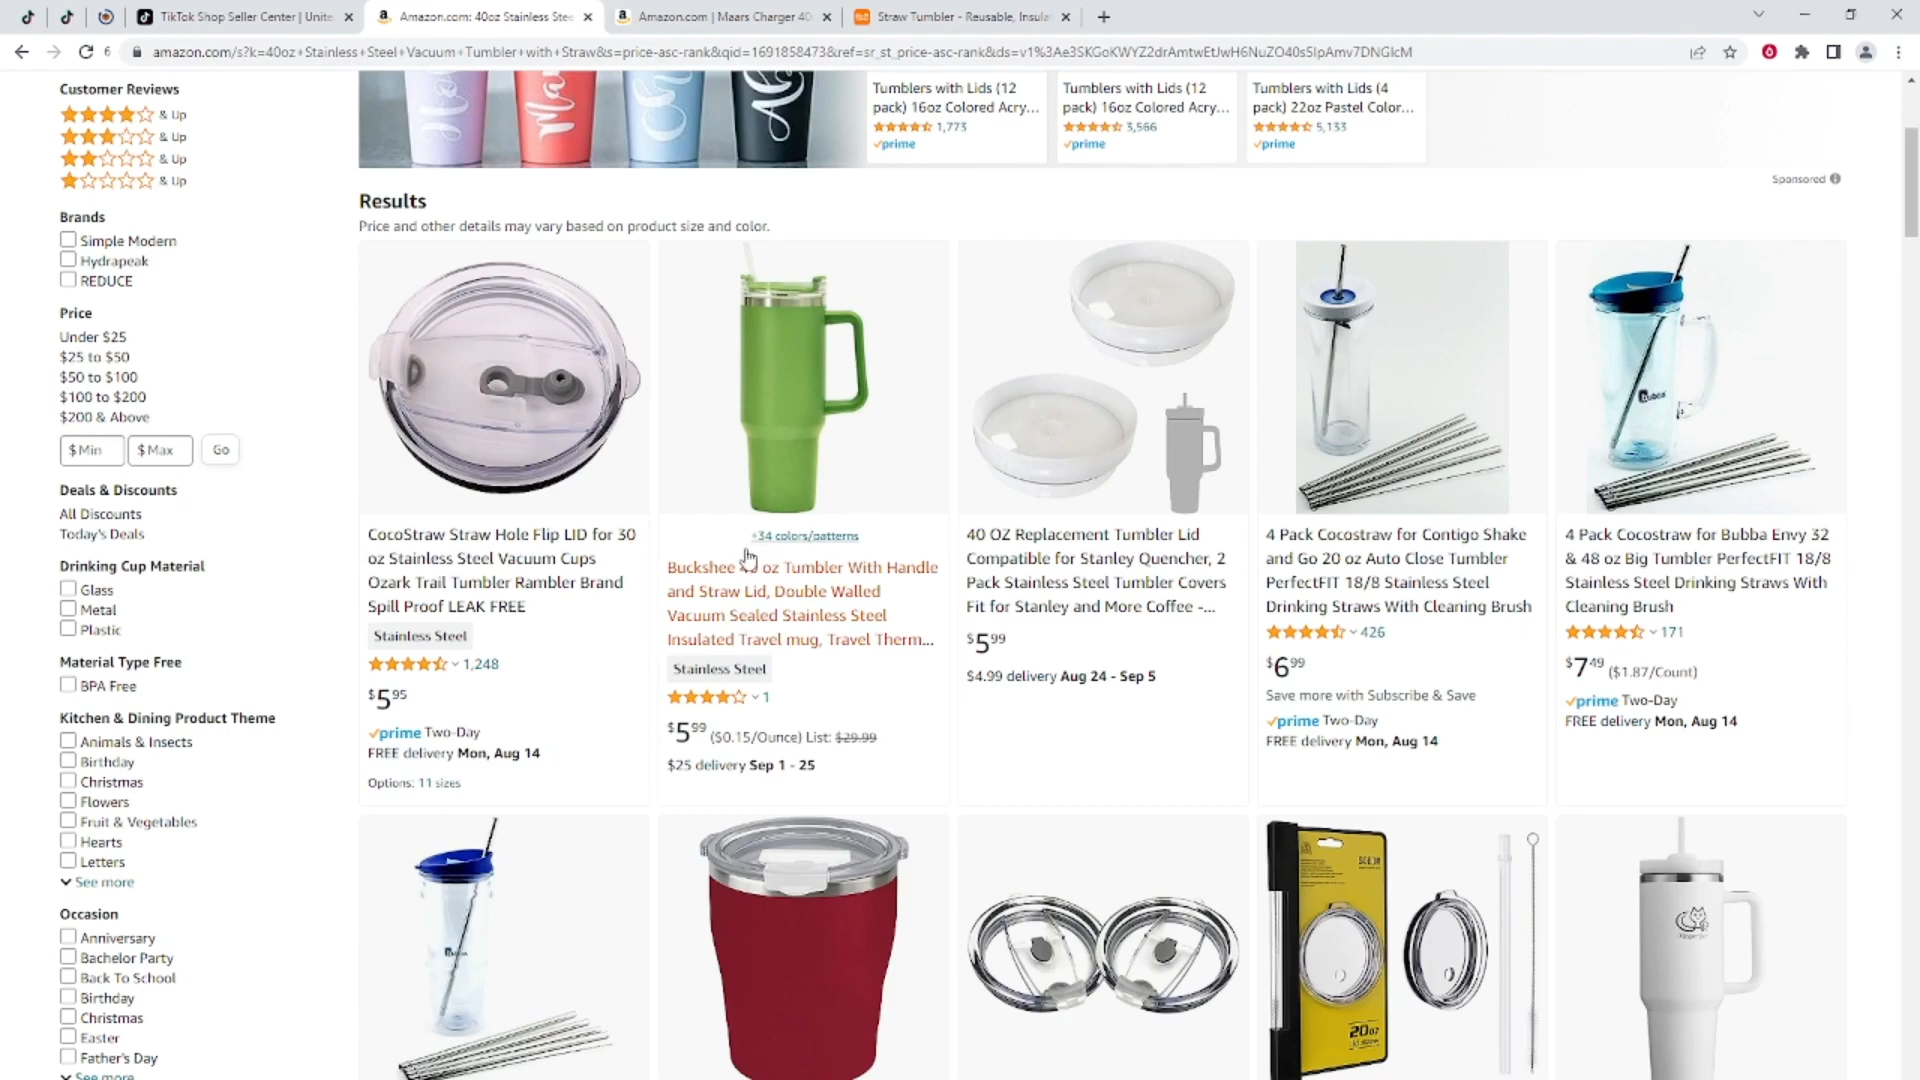 TikTok Shop Seller Center | Unite
Amazon.com: 40oz Stainless Stee
Amazon.com | Maars Charger 40
Straw Tumbler - Reusable, Insula
6
amazon.com/s?k=40oz+Stainless+Steel+Vacuum+Tumbler+with+Straw&s=price-asc-rank&qid=1691858473&ref=sr_st_price-asc-rank&ds=v1%3Ae3SKGoKWYZ2drAmtwEtJwH6NuZO40s5lpAmv7DNGlcM
Customer Reviews
& Up
& Up
& Up
& Up
Brands
Simple Modern
Hydrapeak
REDUCE
Price
Under $25
$25 to $50
$50 to $100
$100 to $200
$200 & Above
$ Min
$ Max
Go
Deals & Discounts
All Discounts
Today's Deals
Drinking Cup Material
Glass
Metal
Plastic
Material Type Free
BPA Free
Kitchen & Dining Product Theme
Animals & Insects
Birthday
Christmas
Flowers
Fruit & Vegetables
Hearts
Letters
See more
Occasion
Anniversary
Bachelor Party
Back To School
Birthday
Christmas
Easter
Father's Day
See more
Tumblers with Lids (12
pack) 16oz Colored Acry...
1,773
prime
Tumblers with Lids (12
pack) 16oz Colored Acry...
3,566
prime
Tumblers with Lids (4
pack) 22oz Pastel Color...
5,133
prime
Sponsored
Results
Price and other details may vary based on product size and color.
CocoStraw Straw Hole Flip LID for 30
oz Stainless Steel Vacuum Cups
Ozark Trail Tumbler Rambler Brand
Spill Proof LEAK FREE
Stainless Steel
1,248
$5.95
prime Two-Day
FREE delivery Mon, Aug 14
Options: 11 sizes
+34 colors/patterns
Buckshee oz Tumbler With Handle
and Straw Lid, Double Walled
Vacuum Sealed Stainless Steel
Insulated Travel mug, Travel Therm...
Stainless Steel
1
$5.99 ($0.15/Ounce) List: $29.99
$25 delivery Sep 1 - 25
40 OZ Replacement Tumbler Lid
Compatible for Stanley Quencher, 2
Pack Stainless Steel Tumbler Covers
Fit for Stanley and More Coffee -...
$5.99
$4.99 delivery Aug 24 - Sep 5
4 Pack Cocostraw for Contigo Shake
and Go 20 oz Auto Close Tumbler
PerfectFIT 18/8 Stainless Steel
Drinking Straws With Cleaning Brush
426
$6.99
Save more with Subscribe & Save
prime Two-Day
FREE delivery Mon, Aug 14
bubba
4 Pack Cocostraw for Bubba Envy 32
& 48 oz Big Tumbler PerfectFIT 18/8
Stainless Steel Drinking Straws With
Cleaning Brush
171
$7.49 ($1.87/Count)
prime Two-Day
FREE delivery Mon, Aug 14
20oz